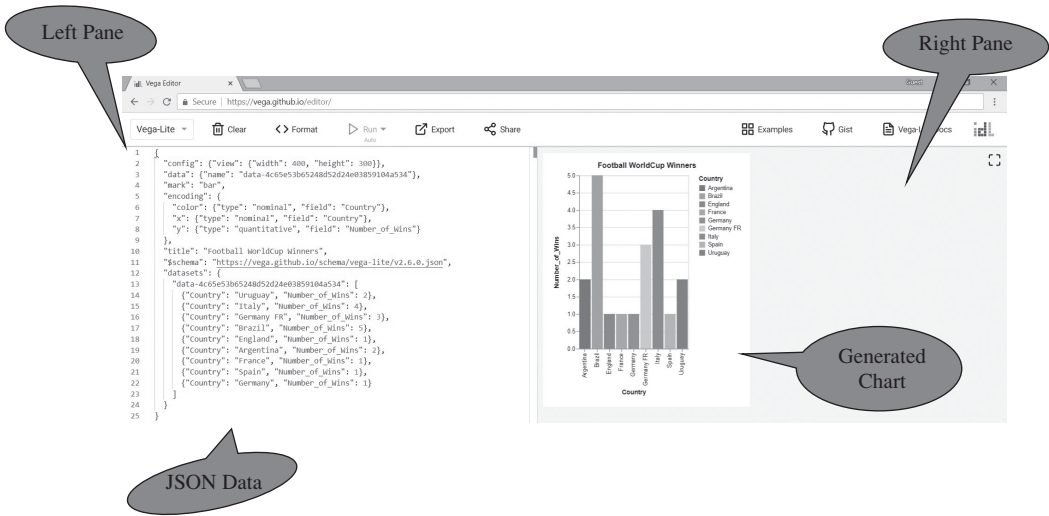 Left Pane
Right Pane
Vega Editor
Guest
Secure | https://vega.github.io/editor/
Vega-Lite Clear Format Run Export Share Examples Gist Vega-L ocs idl
Auto
1 {
2 "config": {"view": {"width": 400, "height": 300}},
3 "data": {"name": "data-4c65e53b65248d52d24e03859104a534"},
4 "mark": "bar",
5 "encoding": {
6 "color": {"type": "nominal", "field": "Country"},
7 "x": {"type": "nominal", "field": "Country"},
8 "y": {"type": "quantitative", "field": "Number_of_Wins"}
9 },
10 "title": "Football WorldCup Winners",
11 "$schema": "https://vega.github.io/schema/vega-lite/v2.6.0.json",
12 "datasets": {
13 "data-4c65e53b65248d52d24e03859104a534": [
14 {"Country": "Uruguay", "Number_of_Wins": 2},
15 {"Country": "Italy", "Number_of_Wins": 4},
16 {"Country": "Germany FR", "Number_of_Wins": 3},
17 {"Country": "Brazil", "Number_of_Wins": 5},
18 {"Country": "England", "Number_of_Wins": 1},
19 {"Country": "Argentina", "Number_of_Wins": 2},
20 {"Country": "France", "Number_of_Wins": 1},
21 {"Country": "Spain", "Number_of_Wins": 1},
22 {"Country": "Germany", "Number_of_Wins": 1}
23 ]
24 }
25 }
Football WorldCup Winners
Number_of_Wins
5.0
4.5
4.0
3.5
3.0
2.5
2.0
1.5
1.0
0.5
0.0
Argentina
Brazil
England
France
Germany
Germany FR
Italy
Spain
Uruguay
Country
Country
Argentina
Brazil
England
France
Germany
Germany FR
Italy
Spain
Uruguay
Generated
Chart
JSON Data